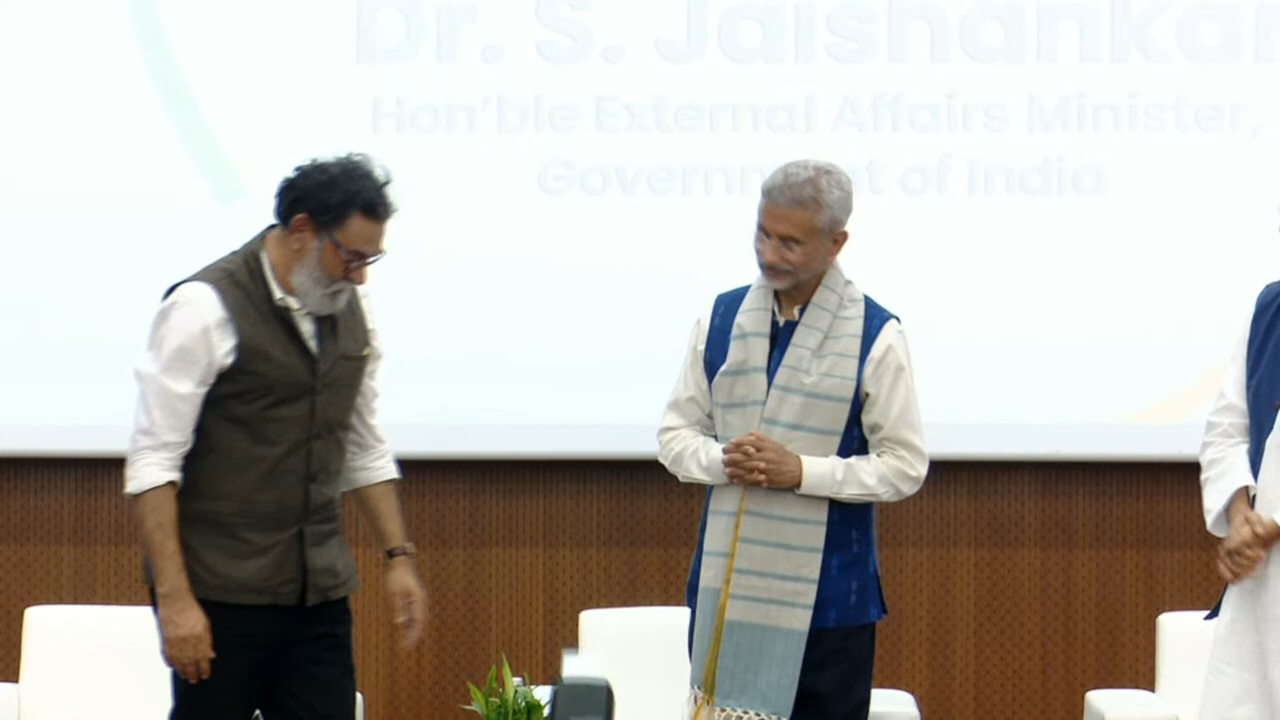 Dr. S. Jaishankar
Hon'ble External Affairs Minister,
Government of India